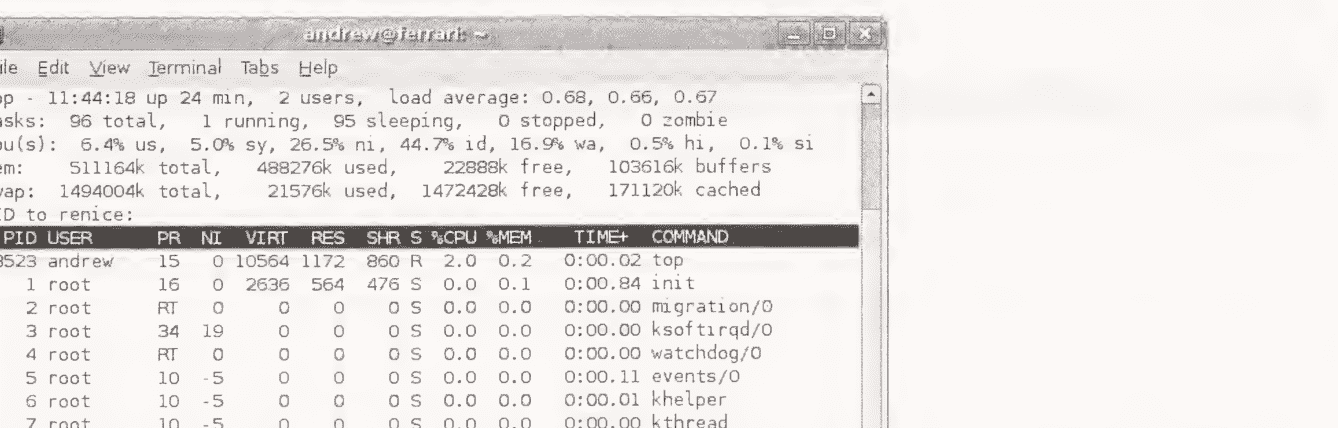 andrew@ferrari: ~
ile Edit View Terminal Tabs Help
op - 11:44:18 up 24 min, 2 users, load average: 0.68, 0.66, 0.67
asks: 96 total, 1 running, 95 sleeping, 0 stopped, 0 zombie
pu(s): 6.4% us, 5.0% sy, 26.5% ni, 44.7% id, 16.9% wa, 0.5% hi, 0.1% si
em: 511164k total, 488276k used, 22888k free, 103616k buffers
wap: 1494004k total, 21576k used, 1472428k free, 171120k cached
ID to renice:
PID USER PR NI VIRT RES SHR S %CPU %MEM TIME+ COMMAND
8523 andrew 15 0 10564 1172 860 R 2.0 0.2 0:00.02 top
1 root 16 0 2636 564 476 S 0.0 0.1 0:00.84 init
2 root RT 0 0 0 0 S 0.0 0.0 0:00.00 migration/0
3 root 34 19 0 0 0 S 0.0 0.0 0:00.00 ksoftirqd/0
4 root RT 0 0 0 0 S 0.0 0.0 0:00.00 watchdog/0
5 root 10 -5 0 0 0 S 0.0 0.0 0:00.11 events/0
6 root 10 -5 0 0 0 S 0.0 0.0 0:00.01 khelper
7 root 10 -5 0 0 0 S 0.0 0.0 0:00.00 kthread